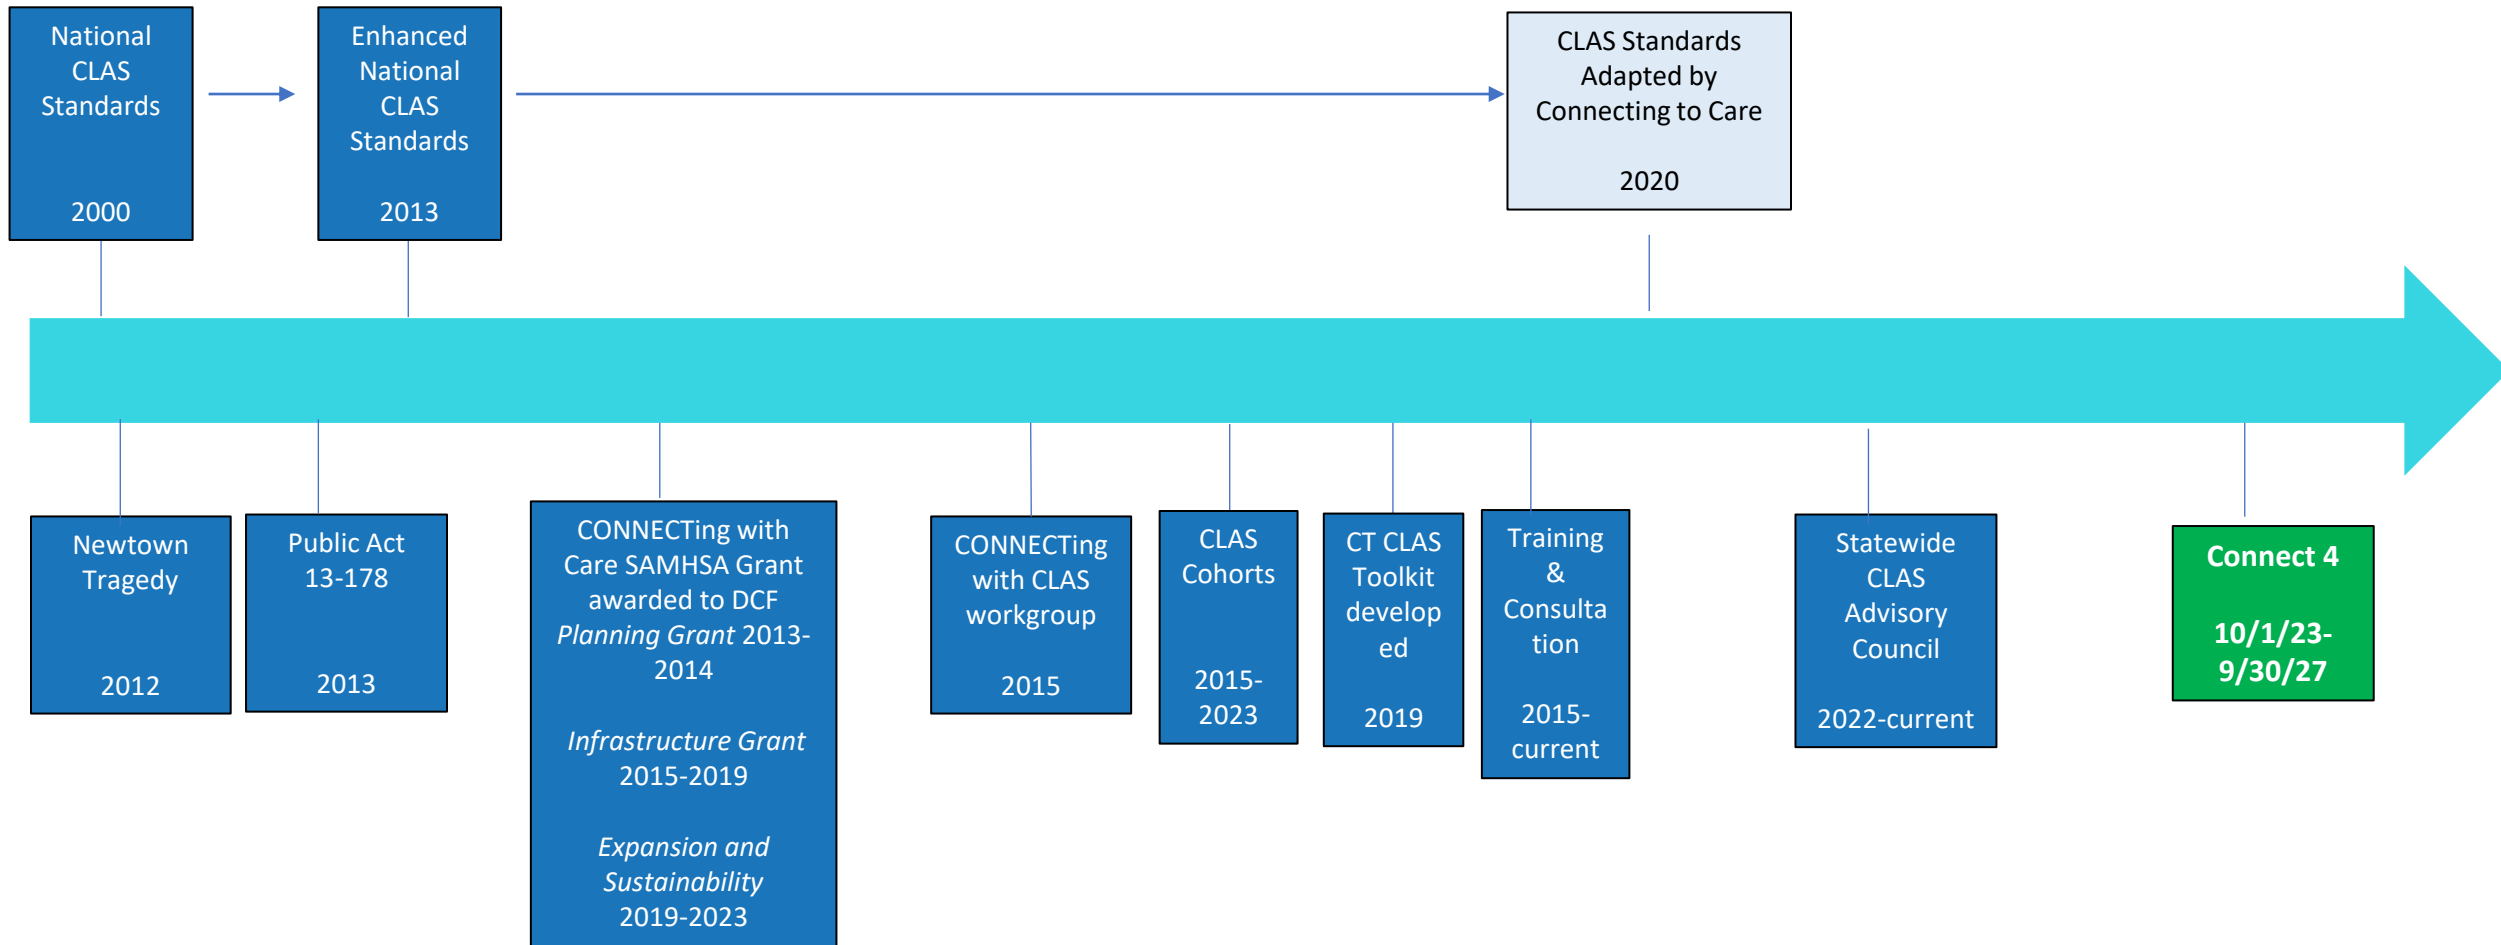 National
CLAS
Standards
2000
Enhanced
National
CLAS
Standards
2013
CLAS Standards
Adapted by
Connecting to Care
2020
Newtown
Tragedy
2012
Public Act
13-178
2013
CONNECTing with
Care SAMHSA Grant
awarded to DCF
Planning Grant 2013-
2014
Infrastructure Grant
2015-2019
Expansion and
Sustainability
2019-2023
CONNECTing
with CLAS
workgroup
2015
CLAS
Cohorts
2015-
2023
CT CLAS
Toolkit
develop
ed
2019
Training
&
Consulta
tion
2015-
current
Statewide
CLAS
Advisory
Council
2022-current
Connect 4
10/1/23-
9/30/27